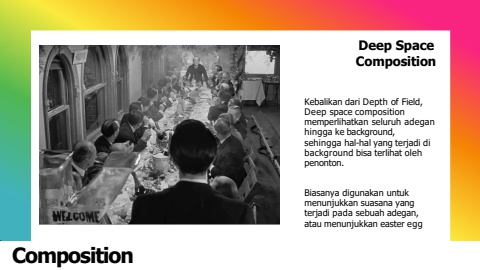 Deep Space
Composition
Kebalikan dari Depth of Field,
Deep space composition
memperlihatkan seluruh adegan
hingga ke background,
sehingga hal-hal yang terjadi di
background bisa terlihat oleh
penonton.
Biasanya digunakan untuk
menunjukkan suasana yang
terjadi pada sebuah adegan,
atau menunjukkan easter egg
WELCOME
Composition